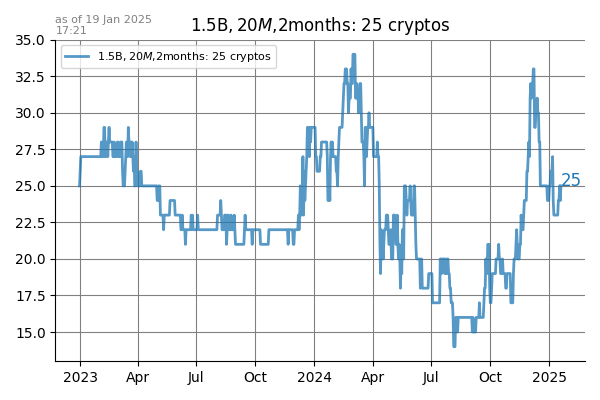 as of 19 Jan 2025
17:21
1.5B, 20M,2months: 25 cryptos
1.5B, 20M,2months: 25 cryptos
35.0
32.5
30.0
27.5
25.0
22.5
20.0
17.5
15.0
25
2023
Apr
Jul
Oct
2024
Apr
Jul
Oct
2025